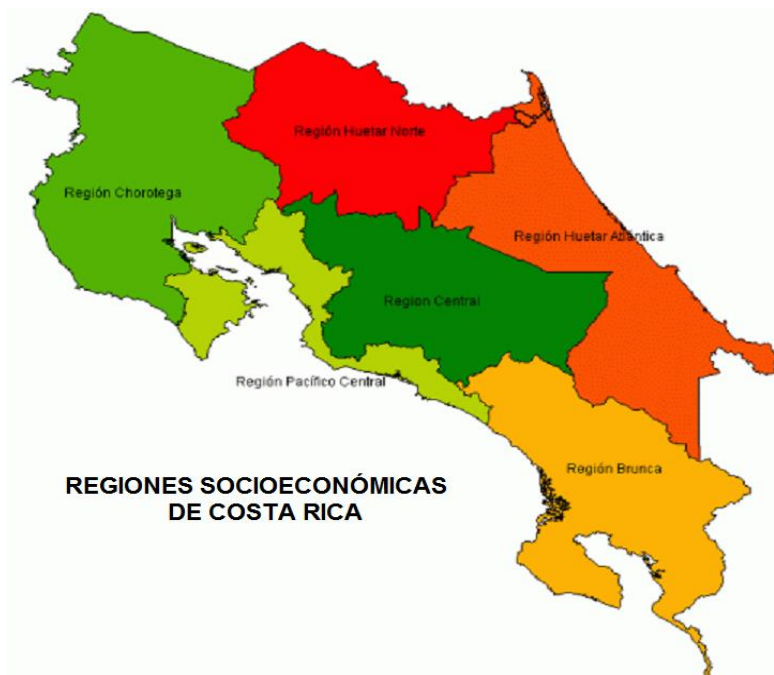 Región Huetar Norte
Región Chorotega
Región Huetar Atlántica
Region Central
Región Pacífico Central
Región Brunca
REGIONES SOCIOECONÓMICAS
DE COSTA RICA